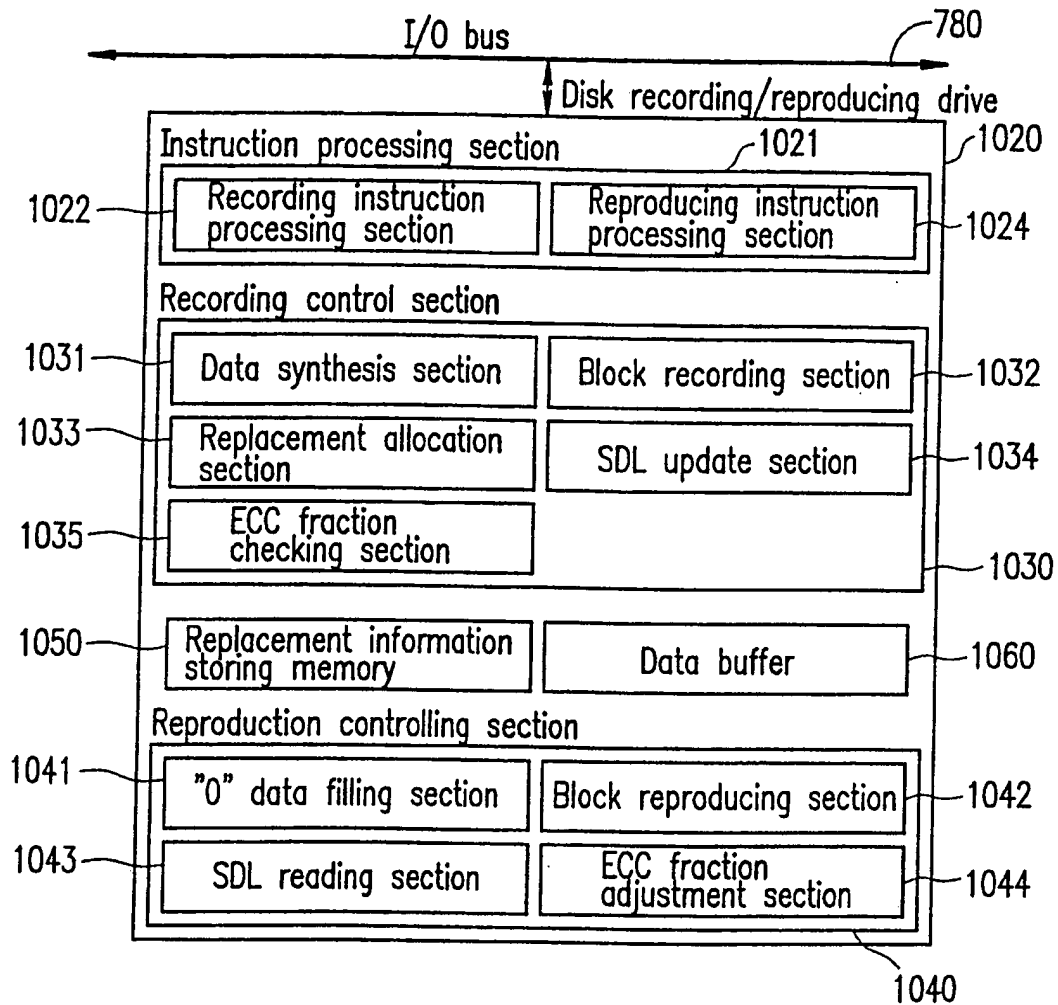 I/O bus
780
Disk recording/reproducing drive
1020
Instruction processing section
1021
1022
Recording instruction
processing section
Reproducing instruction
processing section
1024
Recording control section
1031
Data synthesis section
Block recording section
1032
1033
Replacement allocation
section
SDL update section
1034
1035
ECC fraction
checking section
1030
1050
Replacement information
storing memory
Data buffer
1060
Reproduction controlling section
1041
"0" data filling section
Block reproducing section
1042
1043
SDL reading section
ECC fraction
adjustment section
1044
1040